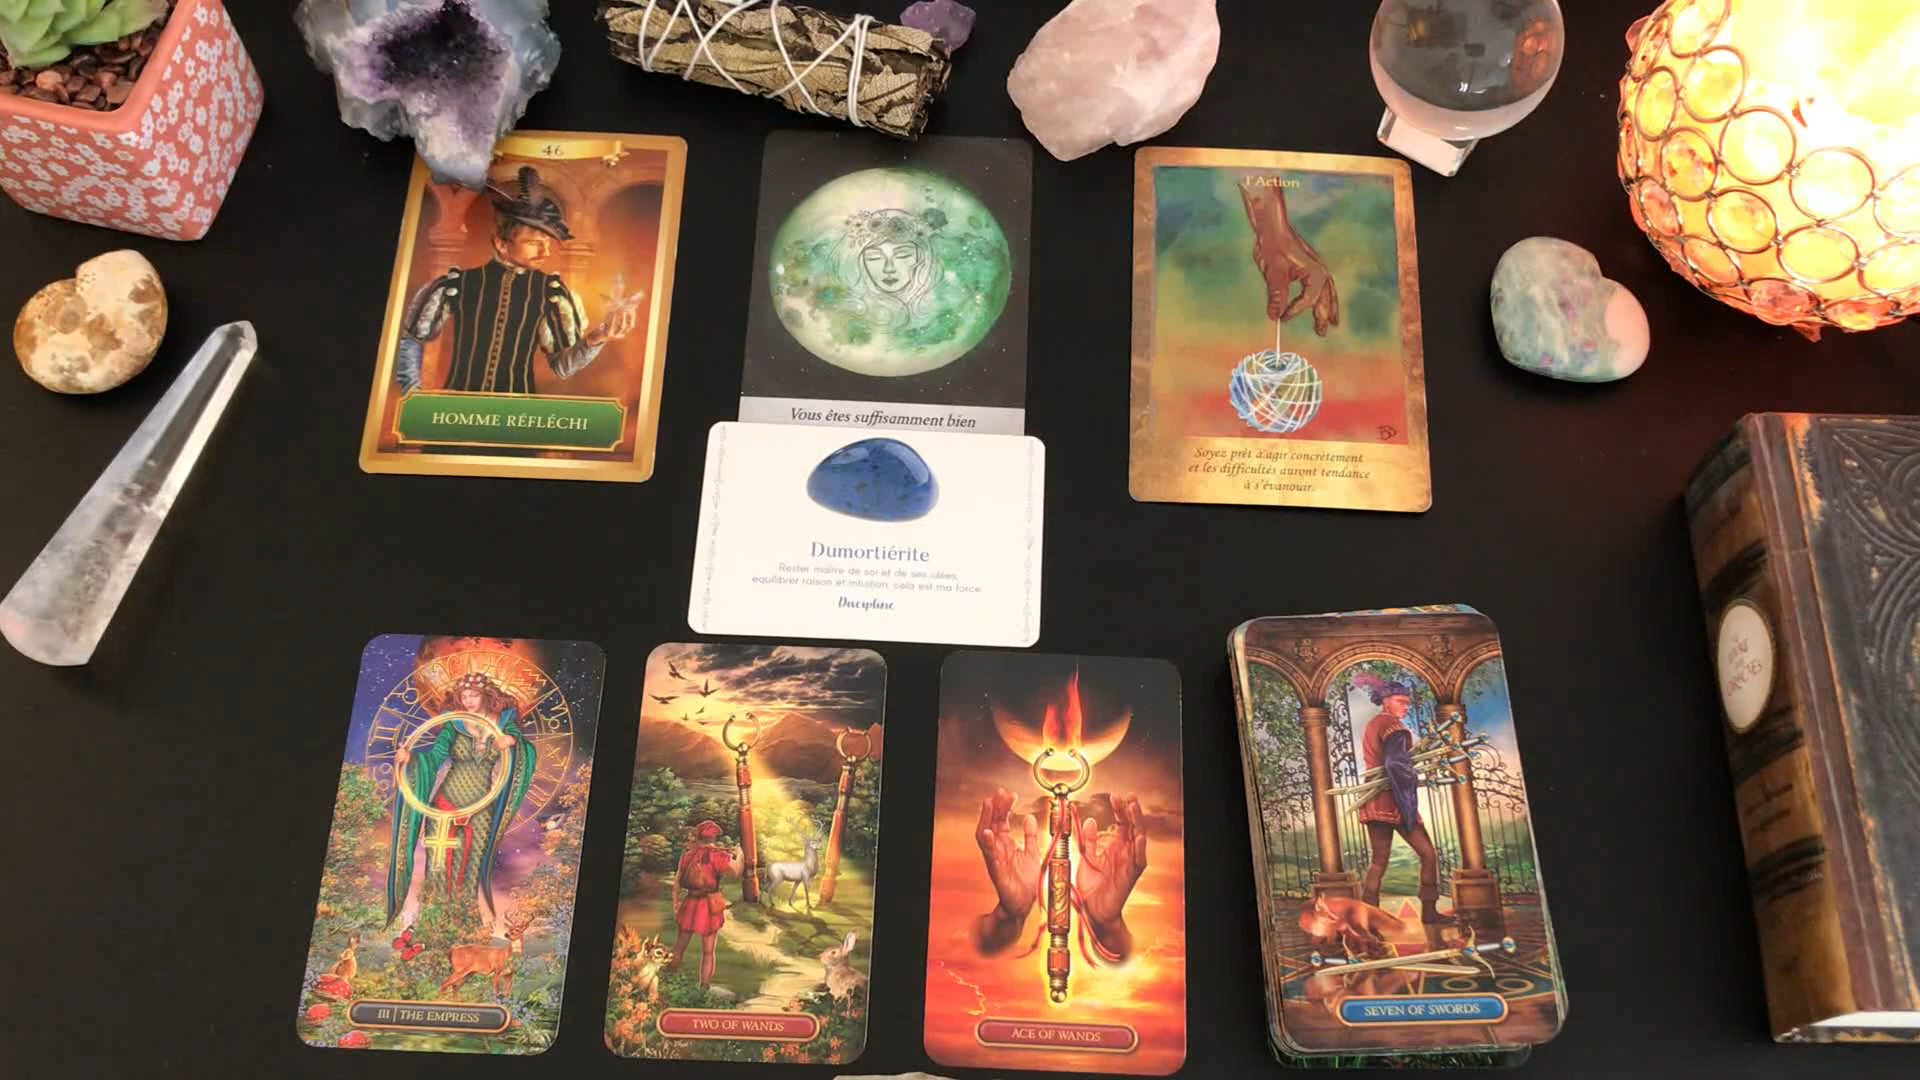 46
HOMME RÉFLÉCHI
Vous êtes suffisamment bien
l'Action
Soyez prêt à agir concrètement
et les difficultés auront tendance
à s'évanouir.
Dumortiérite
Rester maître de soi et de ses idées,
équilibrer raison et intuition, cela est ma force.
Discipline
III | THE EMPRESS
TWO OF WANDS
ACE OF WANDS
SEVEN OF SWORDS